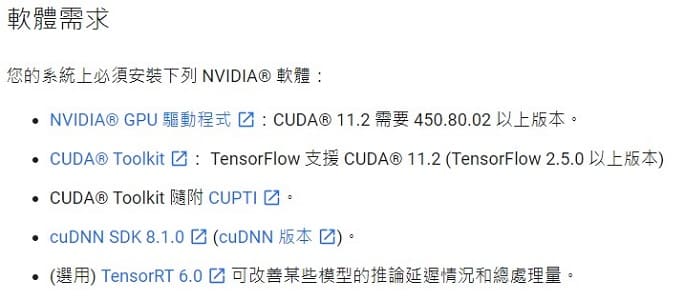 軟體需求
您的系統上必須安裝下列 NVIDIA® 軟體：
• NVIDIA® GPU 驅動程式：CUDA® 11.2 需要 450.80.02 以上版本。
• CUDA® Toolkit： TensorFlow 支援 CUDA® 11.2 (TensorFlow 2.5.0 以上版本)
• CUDA® Toolkit 隨附 CUPTI。
• cuDNN SDK 8.1.0 (cuDNN 版本)。
• (選用) TensorRT 6.0 可改善某些模型的推論延遲情況和總處理量。